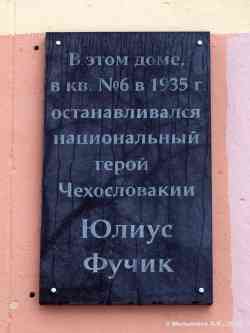 В этом доме,
в кв. №6 в 1935 г
останавливался
национальный
герой
Чехословакии
Юлиус
Фучик